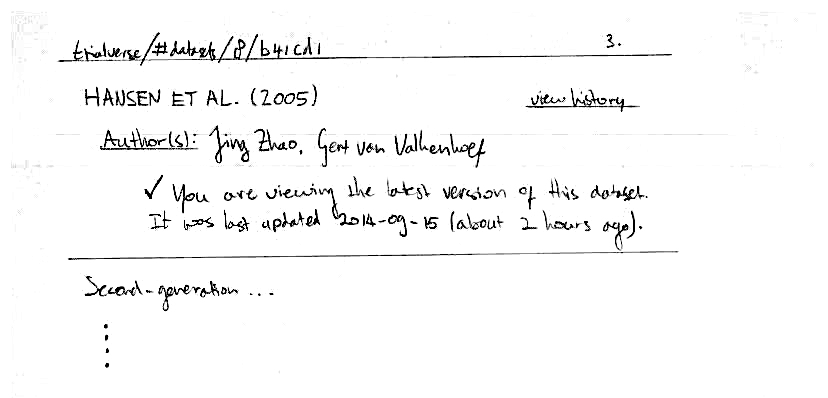 trialverse/#datasets/8/b41cd1
3.
HANSEN ET AL. (2005)
view history
Author(s): Jing Zhao, Gert van Valkenhoef
✓ You are viewing the latest version of this dataset.
It was last updated 2014-09-15 (about 2 hours ago).
Second-generation ...